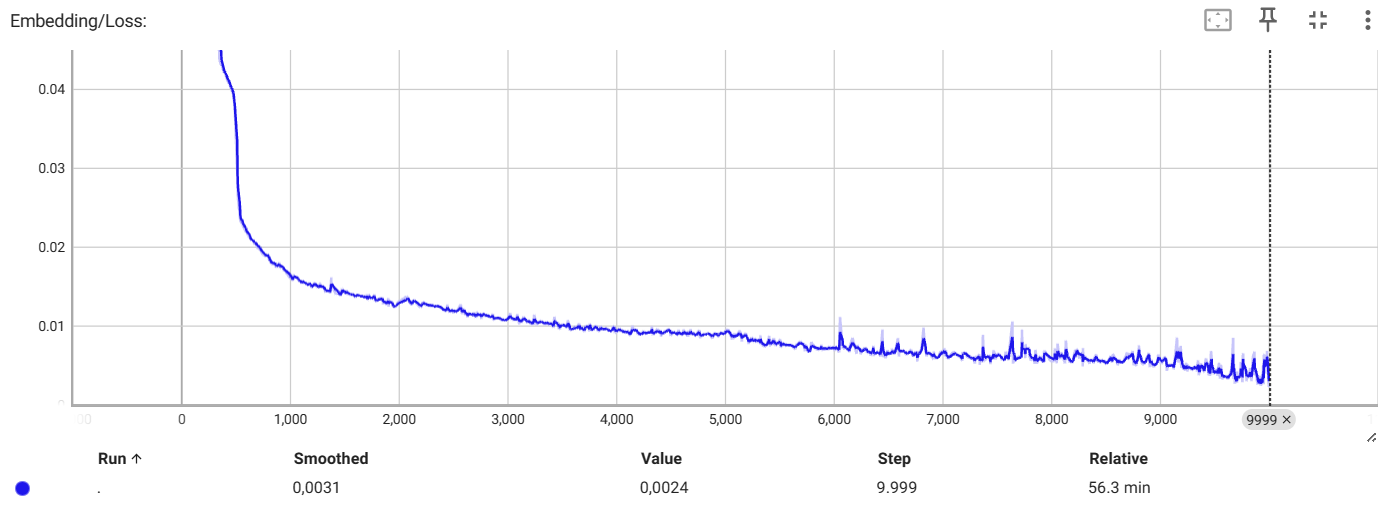 Embedding/Loss:
0.04
0.03
0.02
0.01
0
0 1,000 2,000 3,000 4,000 5,000 6,000 7,000 8,000 9,000 9999 ×
Run ↑ Smoothed Value Step Relative
. 0,0031 0,0024 9.999 56.3 min